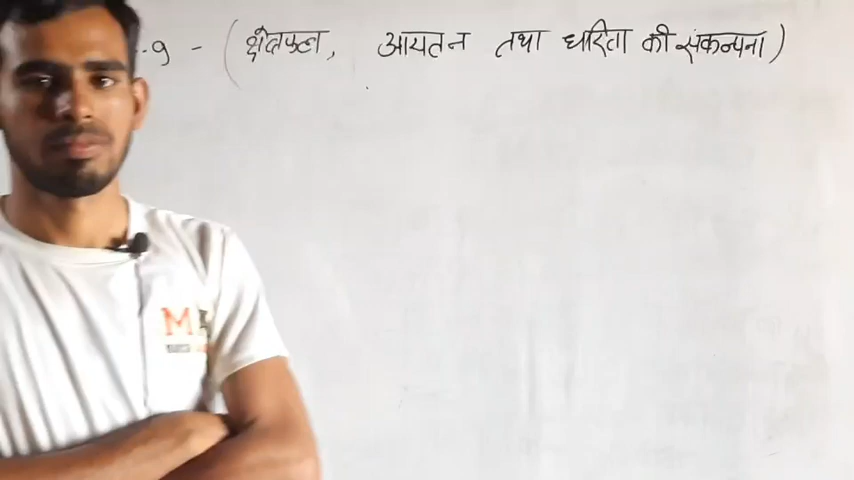 9 - (क्षेत्रफल, आयतन तथा धारिता की संकल्पना)
M